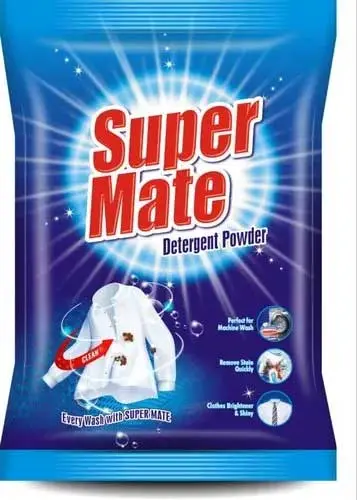 Super
Mate
Detergent Powder
Perfect for
Machine Wash
CLEAN
Remove Stain
Quickly
Clothes Brightener
& Shiny
Every Wash with SUPER MATE